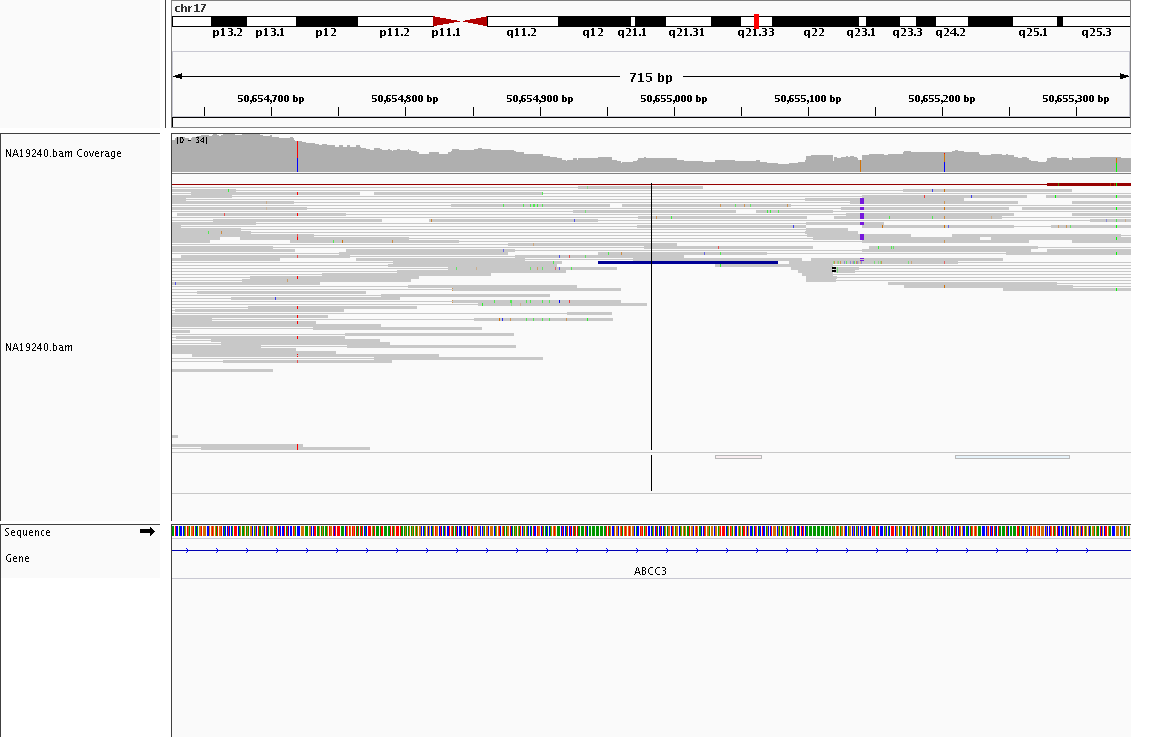 chr17
p13.2 p13.1 p12 p11.2 p11.1 q11.2 q12 q21.1 q21.31 q21.33 q22 q23.1 q23.3 q24.2 q25.1 q25.3
715 bp
50,654,700 bp 50,654,800 bp 50,654,900 bp 50,655,000 bp 50,655,100 bp 50,655,200 bp 50,655,300 bp
[0 - 34]
NA19240.bam Coverage
NA19240.bam
Sequence
Gene
ABCC3